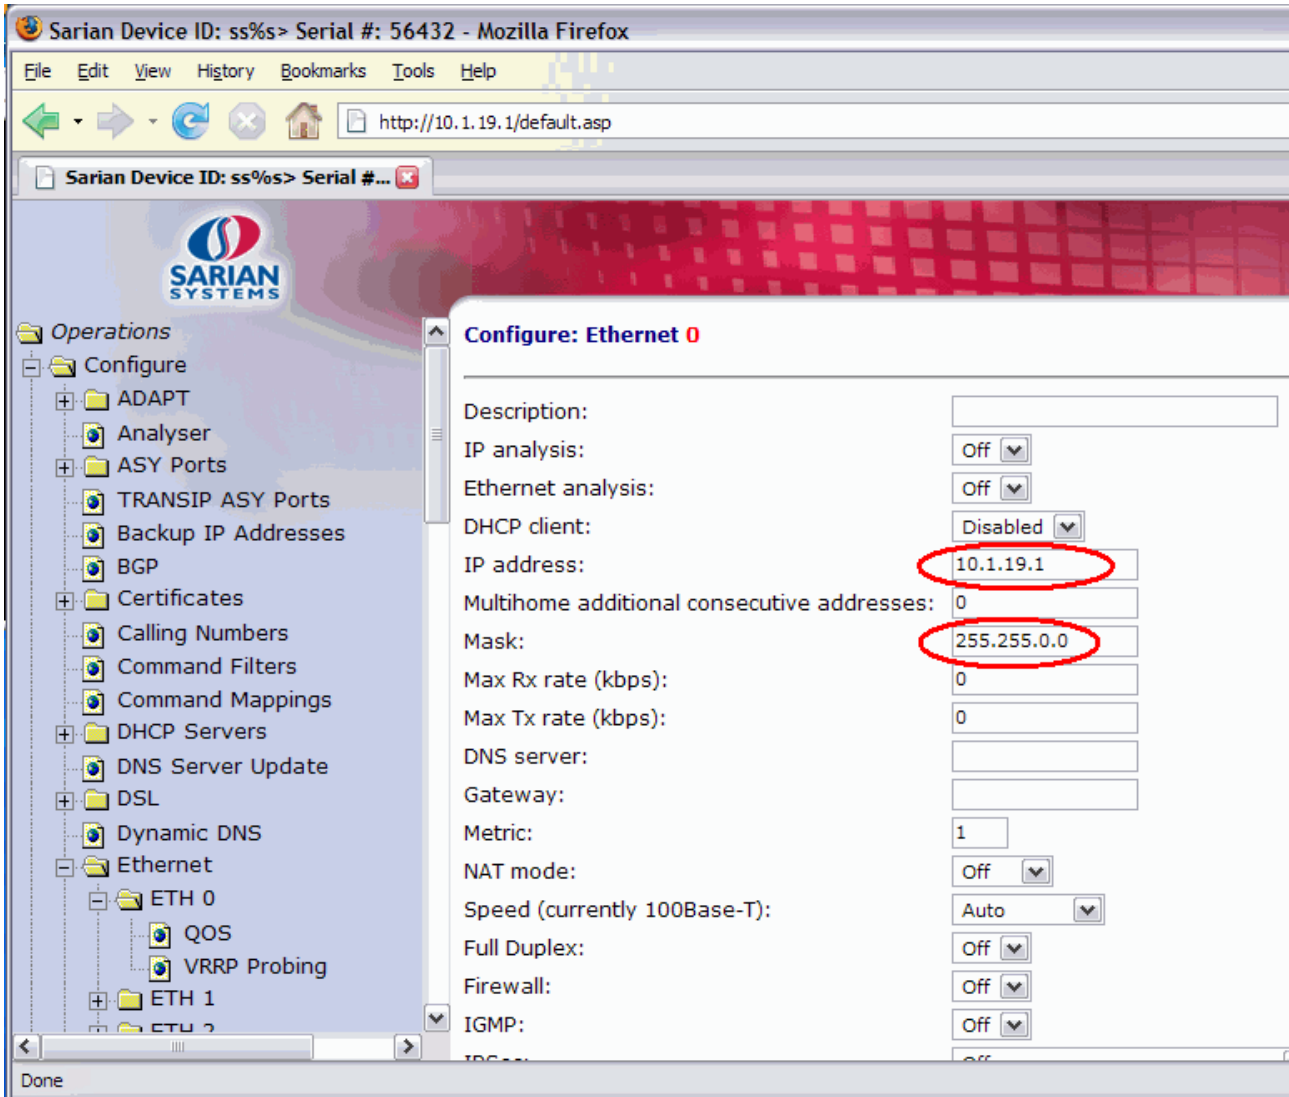 Sarian Device ID: ss%s> Serial #: 56432 - Mozilla Firefox
File Edit View History Bookmarks Tools Help
http://10.1.19.1/default.asp
Sarian Device ID: ss%s> Serial #...
SARIAN
SYSTEMS
Operations
Configure
ADAPT
Analyser
ASY Ports
TRANSIP ASY Ports
Backup IP Addresses
BGP
Certificates
Calling Numbers
Command Filters
Command Mappings
DHCP Servers
DNS Server Update
DSL
Dynamic DNS
Ethernet
ETH 0
QOS
VRRP Probing
ETH 1
ETH 2
Configure: Ethernet 0
Description:
IP analysis: Off
Ethernet analysis: Off
DHCP client: Disabled
IP address: 10.1.19.1
Multihome additional consecutive addresses: 0
Mask: 255.255.0.0
Max Rx rate (kbps): 0
Max Tx rate (kbps): 0
DNS server:
Gateway:
Metric: 1
NAT mode: Off
Speed (currently 100Base-T): Auto
Full Duplex: Off
Firewall: Off
IGMP: Off
Done